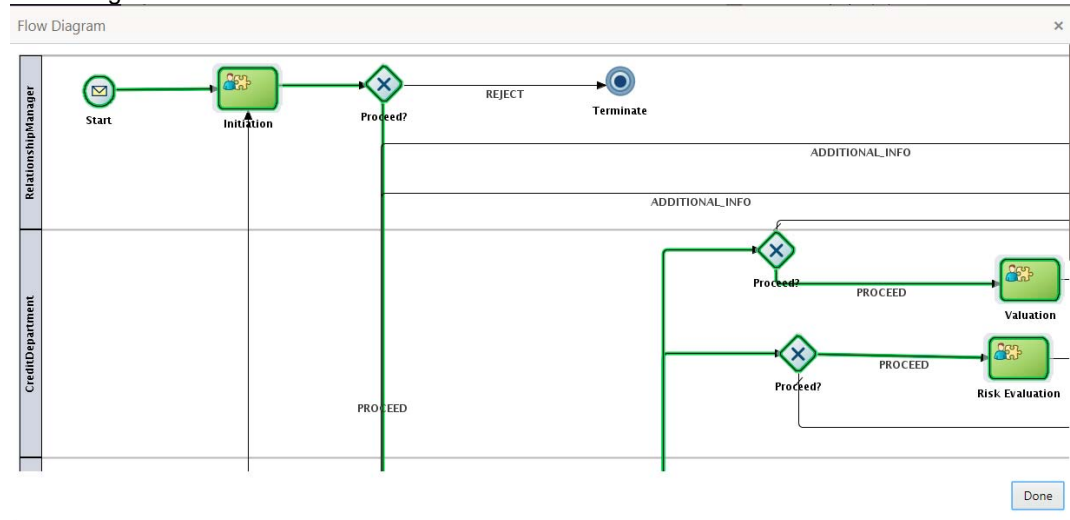 Flow Diagram
×
RelationshipManager
Start
Initiation
Proceed?
REJECT
Terminate
ADDITIONAL_INFO
ADDITIONAL_INFO
CreditDepartment
Proceed?
PROCEED
Valuation
Proceed?
PROCEED
Risk Evaluation
PROCEED
Done